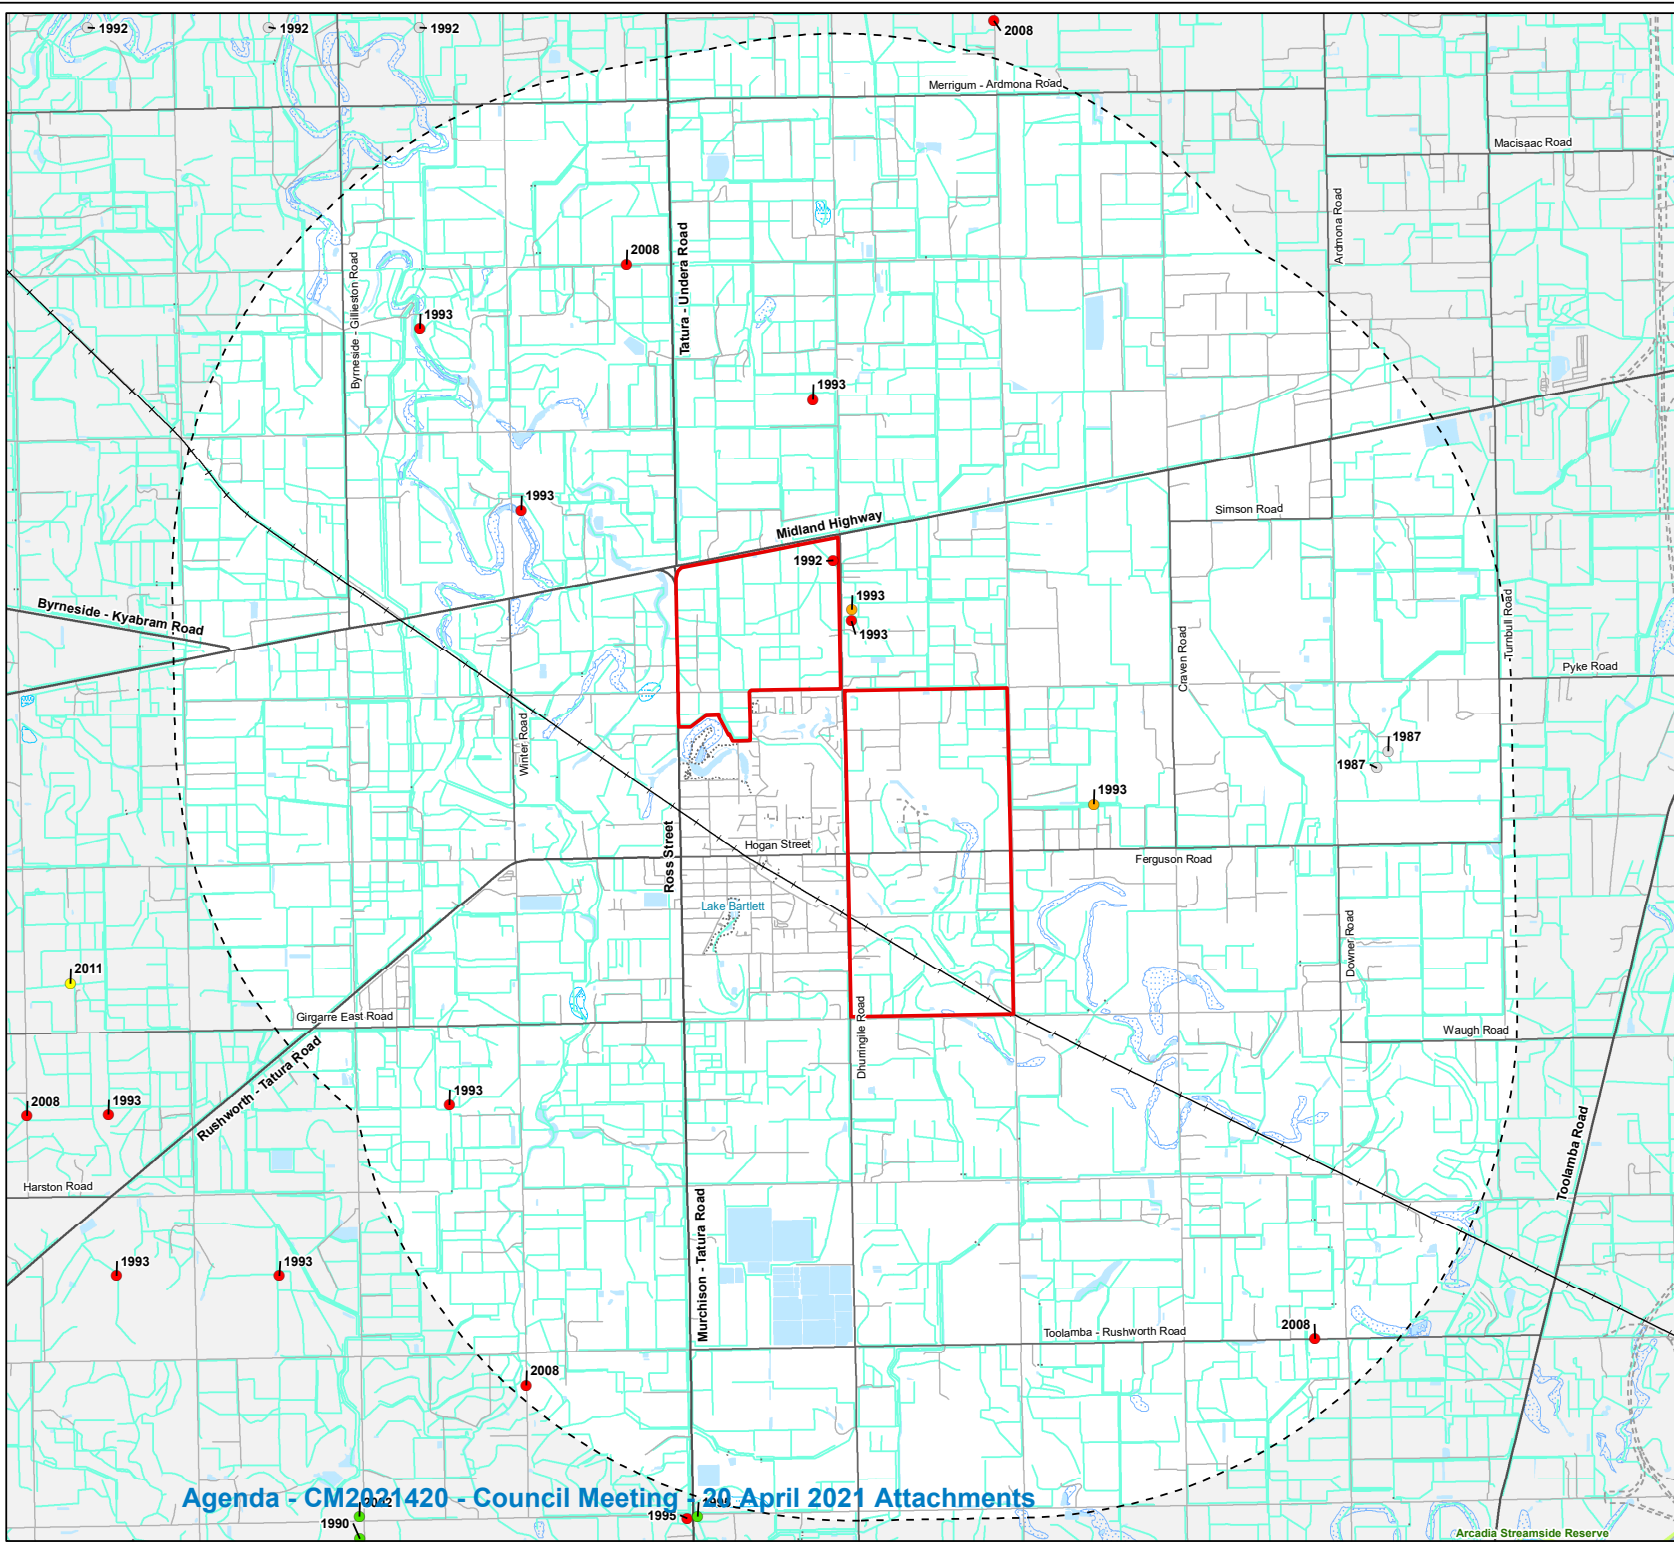 1992
1992
1992
2008
Merrigum - Ardmona Road
Macisaac Road
Ardmona Road
Tatura - Undera Road
2008
Byrneside - Gillieston Road
1993
1993
1993
Midland Highway
Simson Road
1992
1993
1993
Byrneside - Kyabram Road
Turnbull Road
Craven Road
Pyke Road
Winter Road
1987
1987
1993
Ross Street
Hogan Street
Ferguson Road
Lake Bartlett
Downer Road
2011
Girgarre East Road
Dhurringile Road
Waugh Road
Rushworth - Tatura Road
2008
1993
1993
Toolamba Road
Harston Road
Murchison - Tatura Road
1993
1993
Toolamba - Rushworth Road
2008
2008
Agenda - CM2021420 - Council Meeting - 20 April 2021 Attachments
1990
1995
Arcadia Streamside Reserve